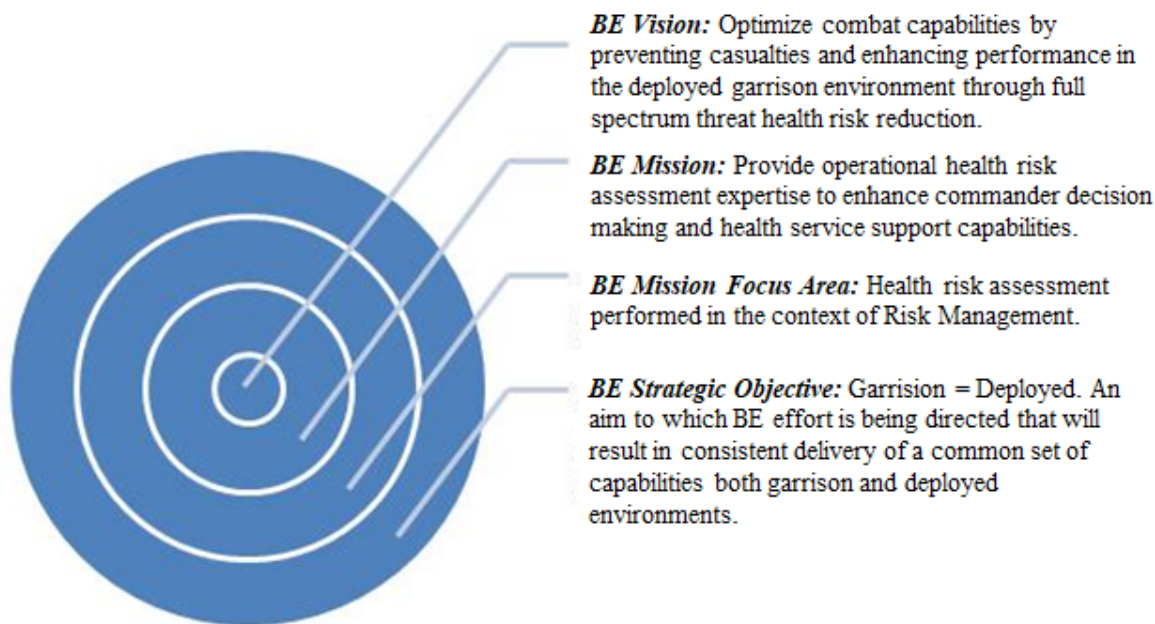 BE Vision: Optimize combat capabilities by
preventing casualties and enhancing performance in
the deployed garrison environment through full
spectrum threat health risk reduction.
BE Mission: Provide operational health risk
assessment expertise to enhance commander decision
making and health service support capabilities.
BE Mission Focus Area: Health risk assessment
performed in the context of Risk Management.
BE Strategic Objective: Garrision = Deployed. An
aim to which BE effort is being directed that will
result in consistent delivery of a common set of
capabilities both garrison and deployed
environments.